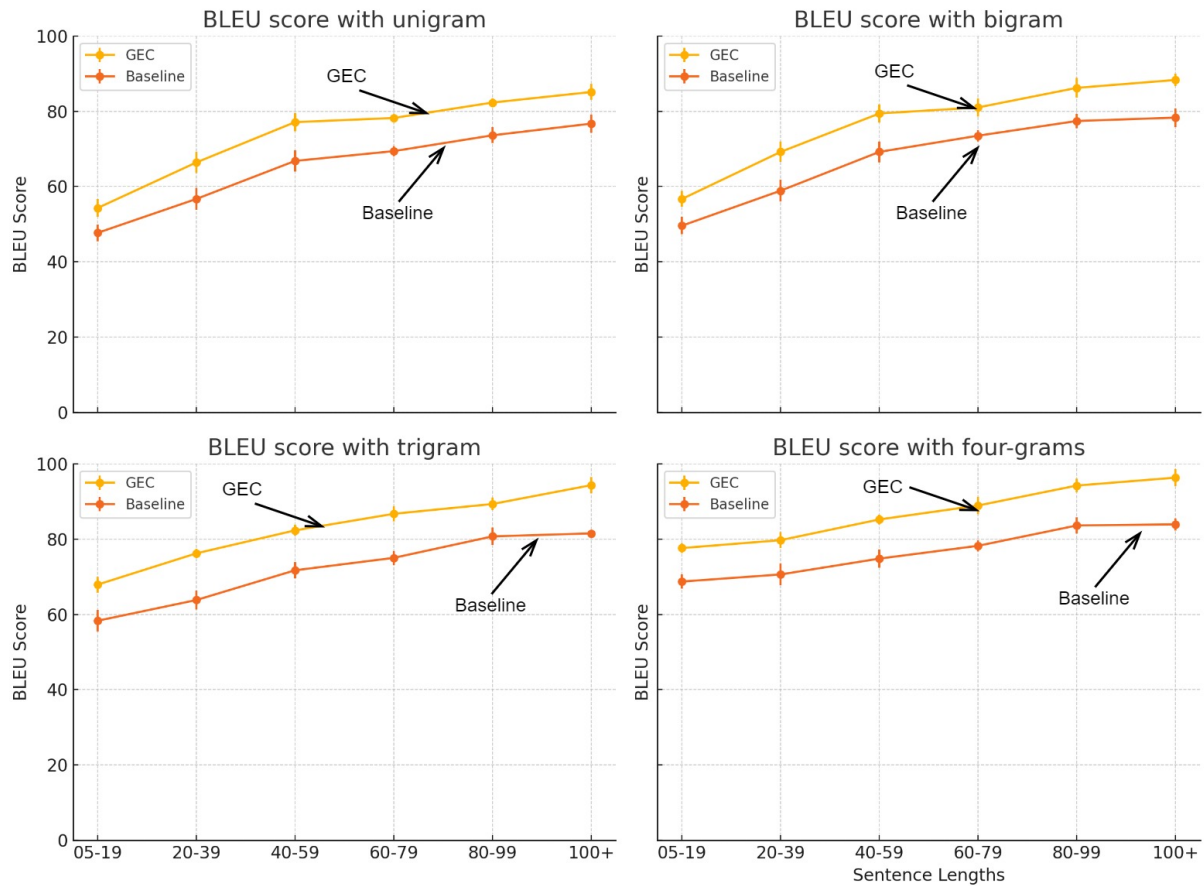 BLEU score with unigram
100
80
60
40
20
0
BLEU Score
GEC
Baseline
GEC
Baseline
BLEU score with bigram
BLEU Score
GEC
Baseline
GEC
Baseline
BLEU score with trigram
100
80
60
40
20
0
BLEU Score
GEC
Baseline
GEC
Baseline
05-19 20-39 40-59 60-79 80-99 100+
BLEU score with four-grams
BLEU Score
GEC
Baseline
GEC
Baseline
05-19 20-39 40-59 60-79 80-99 100+
Sentence Lengths